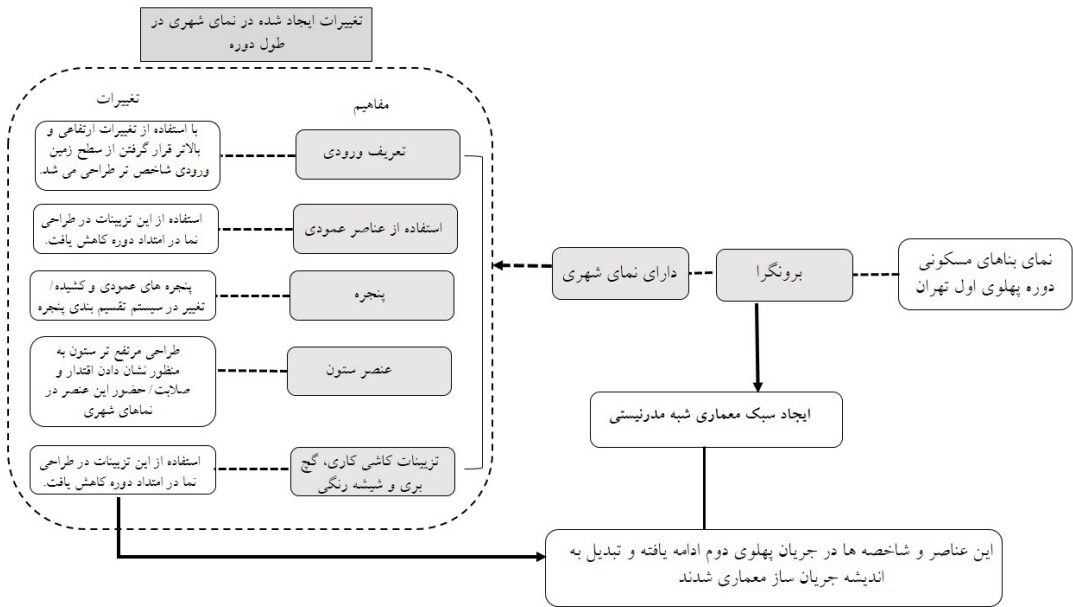 تغییرات ایجاد شده در نمای شهری در
طول دوره
مفاهیم
تغییرات
تعریف ورودی
با استفاده از تغییرات ارتفاعی و
بالاتر قرار گرفتن از سطح زمین
ورودی شاخص تر طراحی می شد.
استفاده از عناصر عمودی
استفاده از این تزیینات در طراحی
نما در امتداد دوره کاهش یافت.
پنجره
پنجره های عمودی و کشیده/
تغییر در سیستم تقسیم بندی پنجره
عنصر ستون
طراحی مرتفع تر ستون به
منظور نشان دادن اقتدار و
صلابت/ حضور این عنصر در
نماهای شهری
تزیینات کاشی کاری، گچ
بری و شیشه رنگی
استفاده از این تزیینات در طراحی
نما در امتداد دوره کاهش یافت.
نمای بناهای مسکونی
دوره پهلوی اول تهران
برونگرا
دارای نمای شهری
ایجاد سبک معماری شبه مدرنیستی
این عناصر و شاخصه ها در جریان پهلوی دوم ادامه یافته و تبدیل به
اندیشه جریان ساز معماری شدند